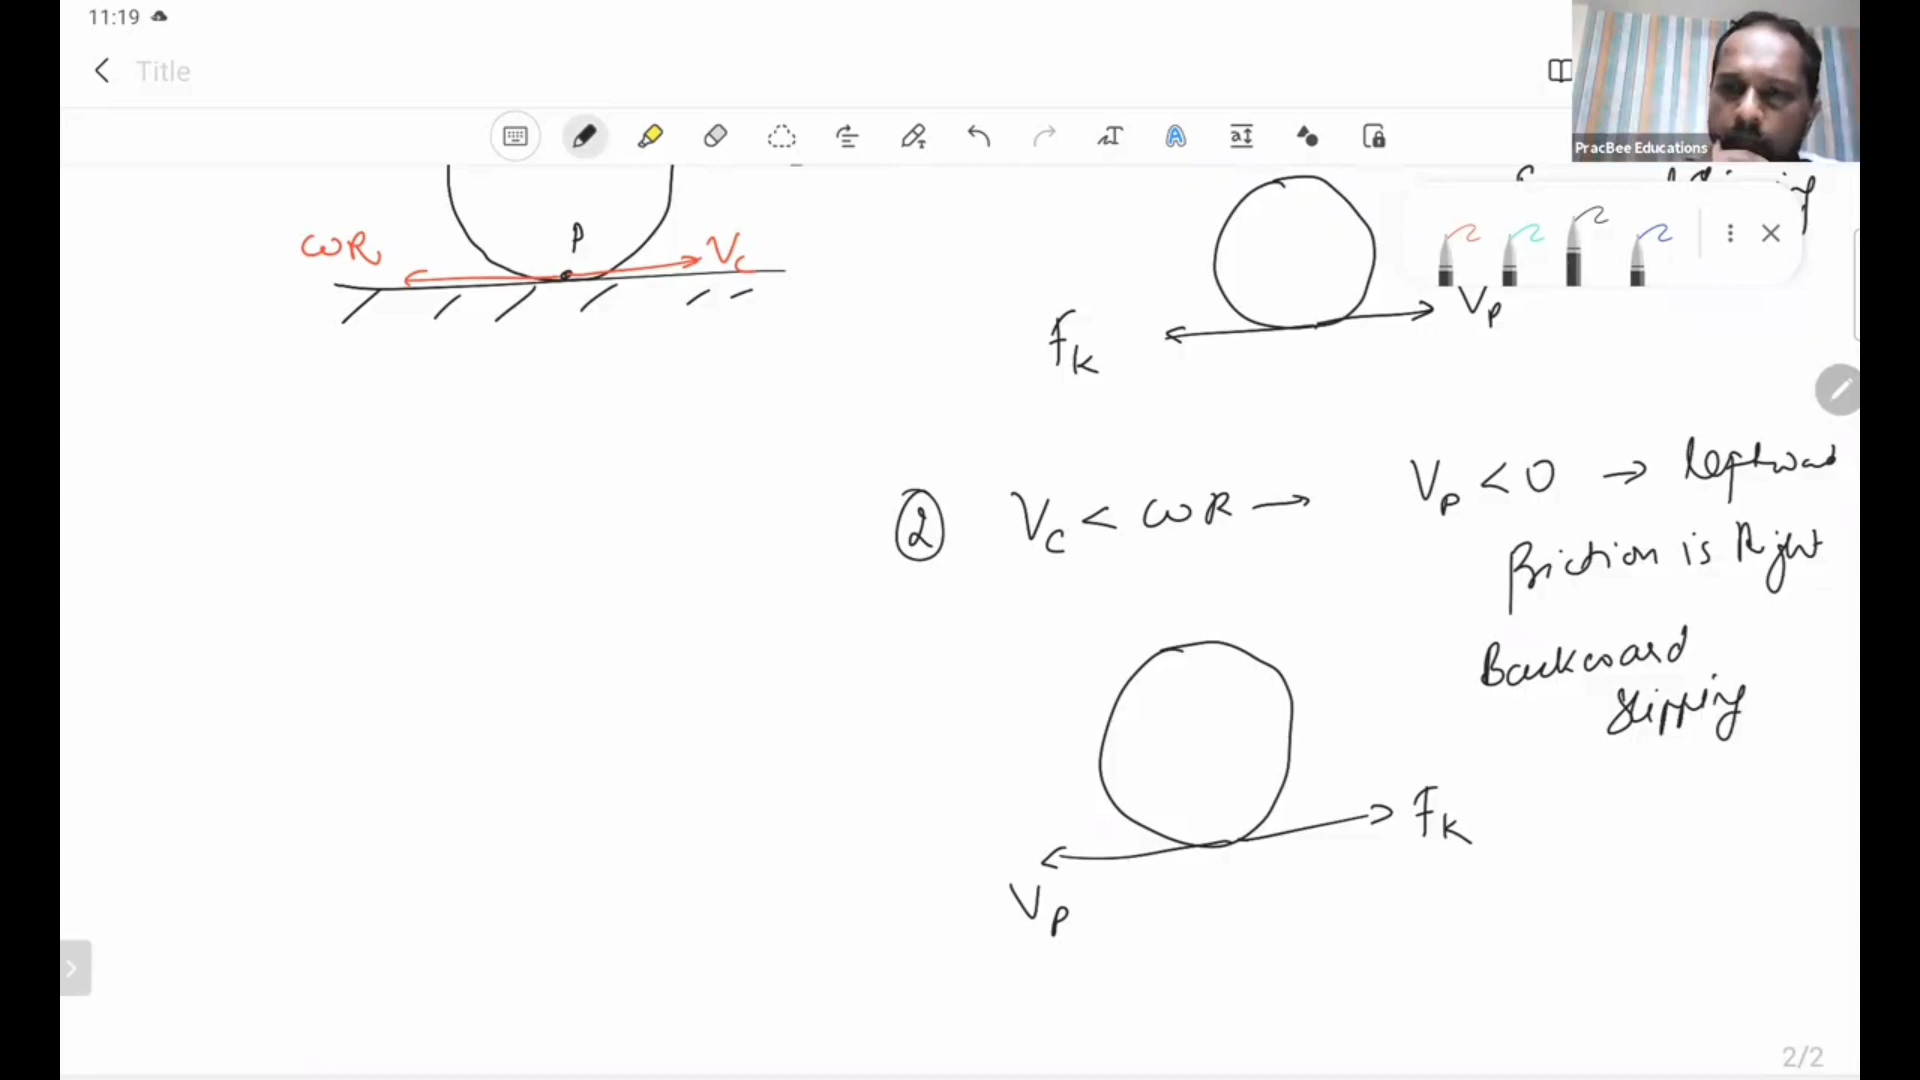 11:19
Title
PracBee Educations
P
ωR
Vc
Vp
Fk
② Vc < ωR →
Vp < 0 → leftward
friction is Right
Backward
slipping
Fk
Vp
2/2